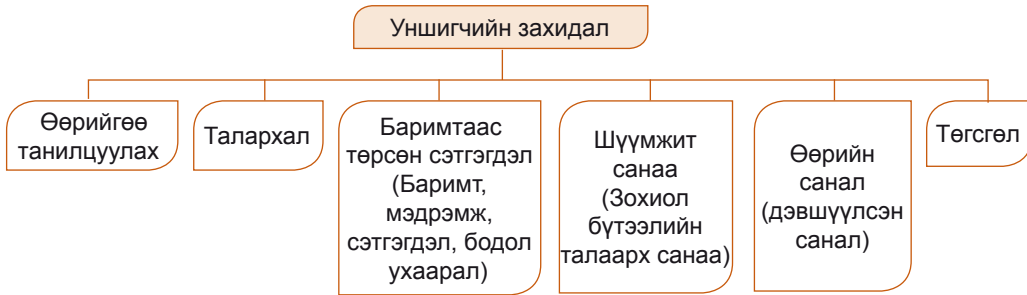 Уншигчийн захидал
Өөрийгөө
танилцуулах
Талархал
Баримтаас
төрсөн сэтгэгдэл
(Баримт,
мэдрэмж,
сэтгэгдэл, бодол
ухаарал)
Шүүмжит
санаа
(Зохиол
бүтээлийн
талаарх санаа)
Өөрийн
санал
(дэвшүүлсэн
санал)
Төгсгөл